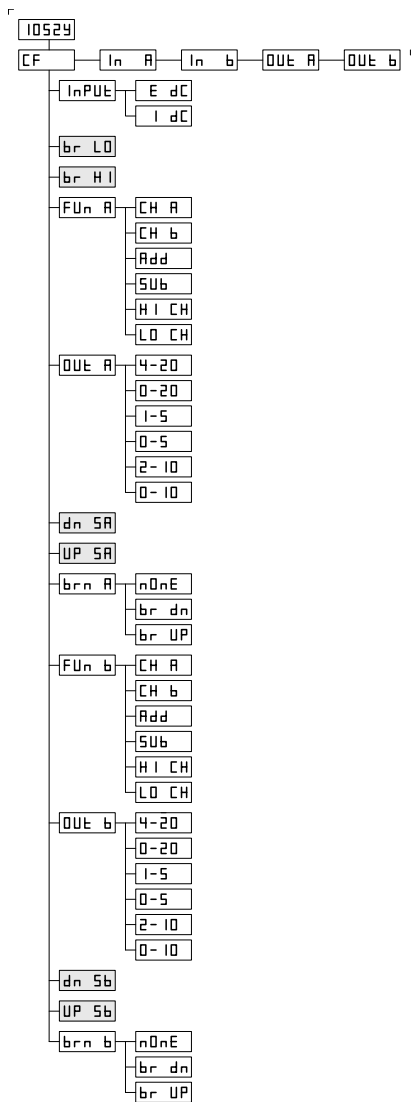 10524
CF In A In b OUt A OUt b
InPUt E dC
I dC
br LO
br HI
FUn A CH A
CH b
Add
SUb
HI CH
LO CH
OUt A 4-20
0-20
1-5
0-5
2-10
0-10
dn SA
UP SA
brn A nOnE
br dn
br UP
FUn b CH A
CH b
Add
SUb
HI CH
LO CH
OUt b 4-20
0-20
1-5
0-5
2-10
0-10
dn Sb
UP Sb
brn b nOnE
br dn
br UP